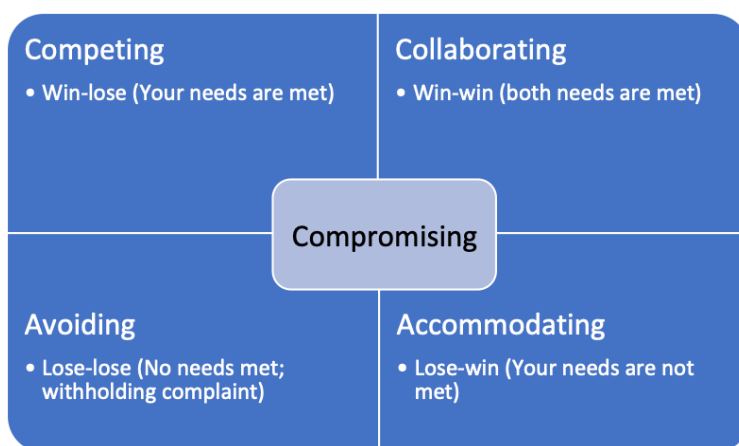 Competing
• Win-lose (Your needs are met)
Collaborating
• Win-win (both needs are met)
Compromising
Avoiding
• Lose-lose (No needs met;
withholding complaint)
Accommodating
• Lose-win (Your needs are not
met)